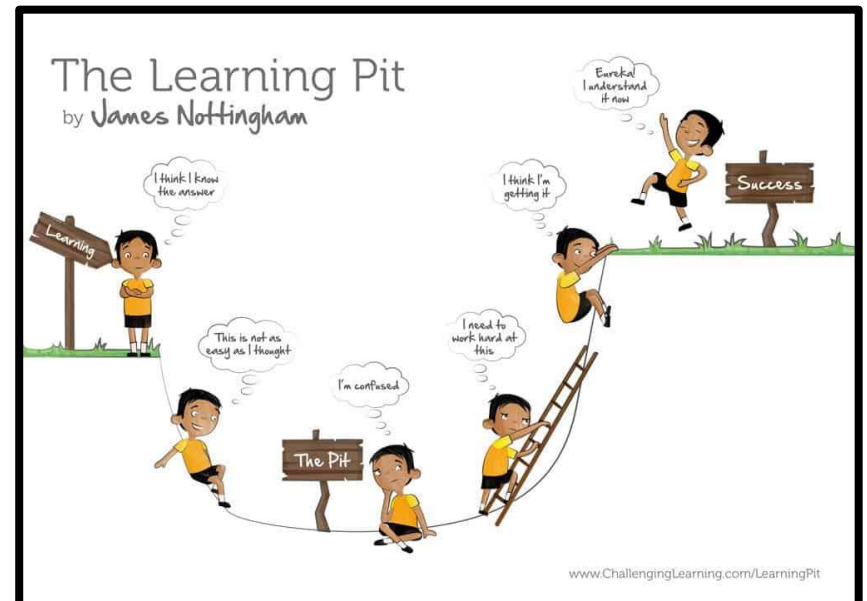 The Learning Pit
by James Nottingham
Eureka!
I understand
it now
I think I know
the answer
I think I'm
getting it
Success
Learning
This is not as
easy as I thought
I need to
work hard at
this
I'm confused
The Pit
www.ChallengingLearning.com/LearningPit